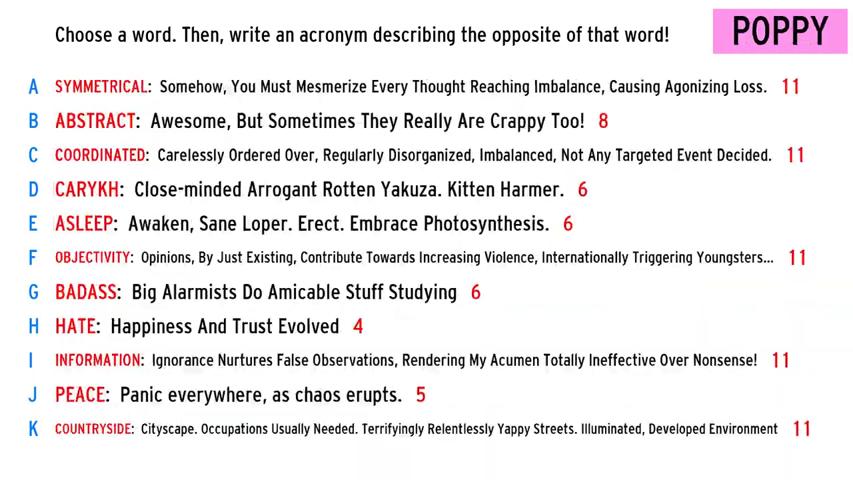 Choose a word. Then, write an acronym describing the opposite of that word!
POPPY
A SYMMETRICAL: Somehow, You Must Mesmerize Every Thought Reaching Imbalance, Causing Agonizing Loss. 11
B ABSTRACT: Awesome, But Sometimes They Really Are Crappy Too! 8
C COORDINATED: Carelessly Ordered Over, Regularly Disorganized, Imbalanced, Not Any Targeted Event Decided. 11
D CARYKH: Close-minded Arrogant Rotten Yakuza. Kitten Harmer. 6
E ASLEEP: Awaken, Sane Loper. Erect. Embrace Photosynthesis. 6
F OBJECTIVITY: Opinions, By Just Existing, Contribute Towards Increasing Violence, Internationally Triggering Youngsters... 11
G BADASS: Big Alarmists Do Amicable Stuff Studying 6
H HATE: Happiness And Trust Evolved 4
I INFORMATION: Ignorance Nurtures False Observations, Rendering My Acumen Totally Ineffective Over Nonsense! 11
J PEACE: Panic everywhere, as chaos erupts. 5
K COUNTRYSIDE: Cityscape. Occupations Usually Needed. Terrifyingly Relentlessly Yappy Streets. Illuminated, Developed Environment 11